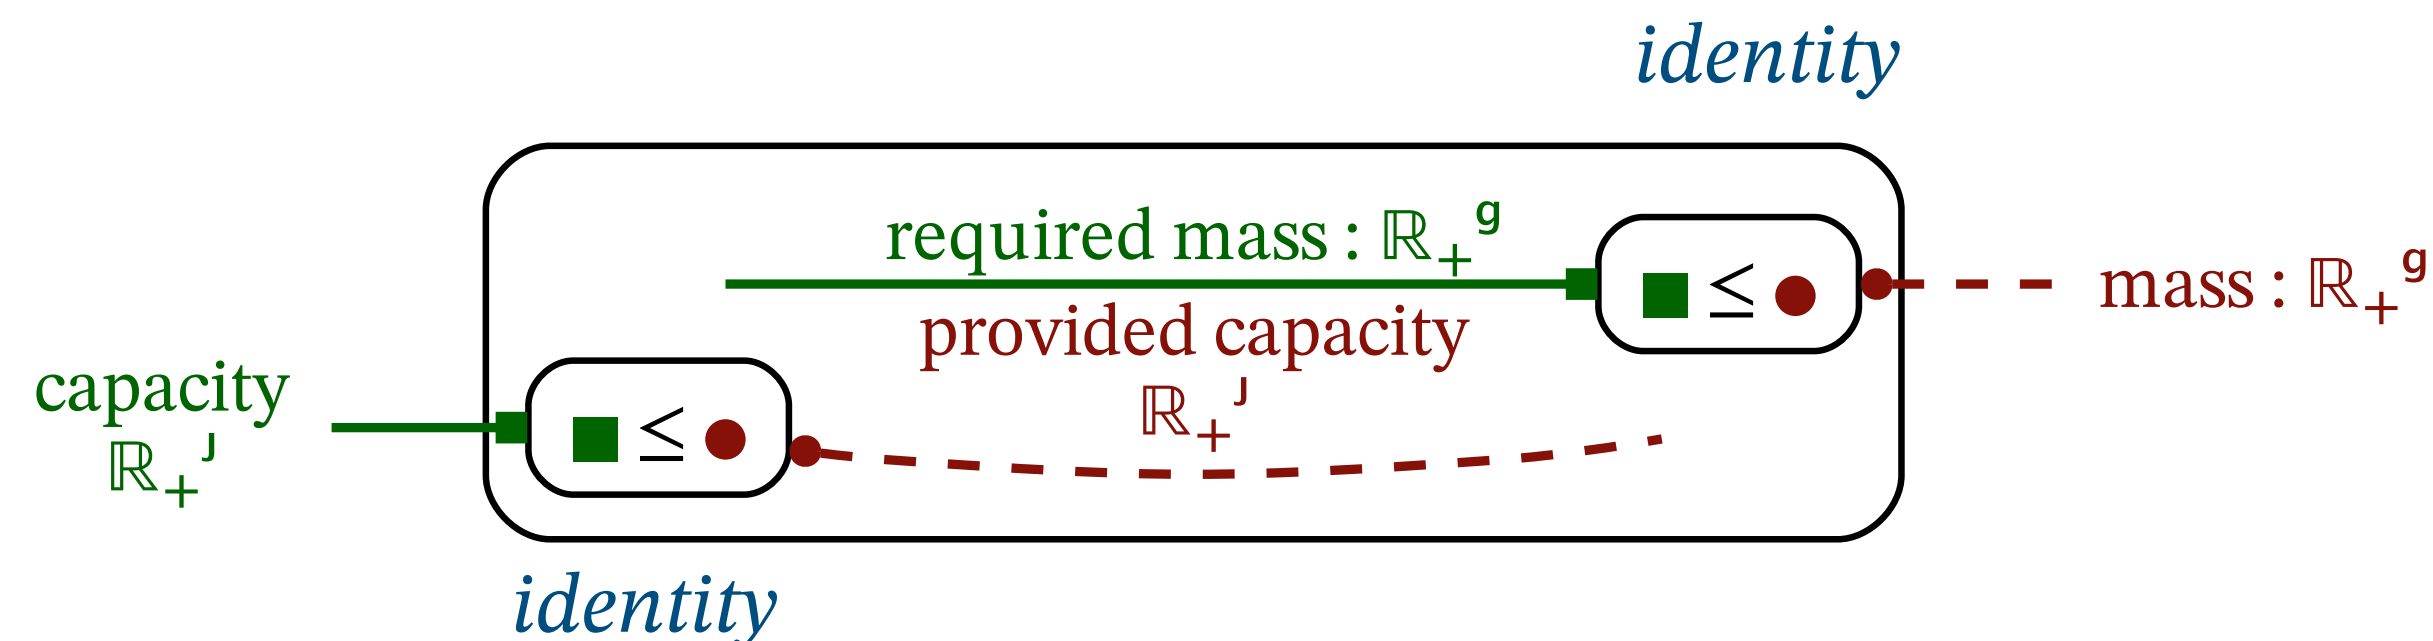 identity
required mass : ℝ₊ᵍ
provided capacity
ℝ₊ᴶ
≤
mass : ℝ₊ᵍ
capacity
ℝ₊ᴶ
≤
identity